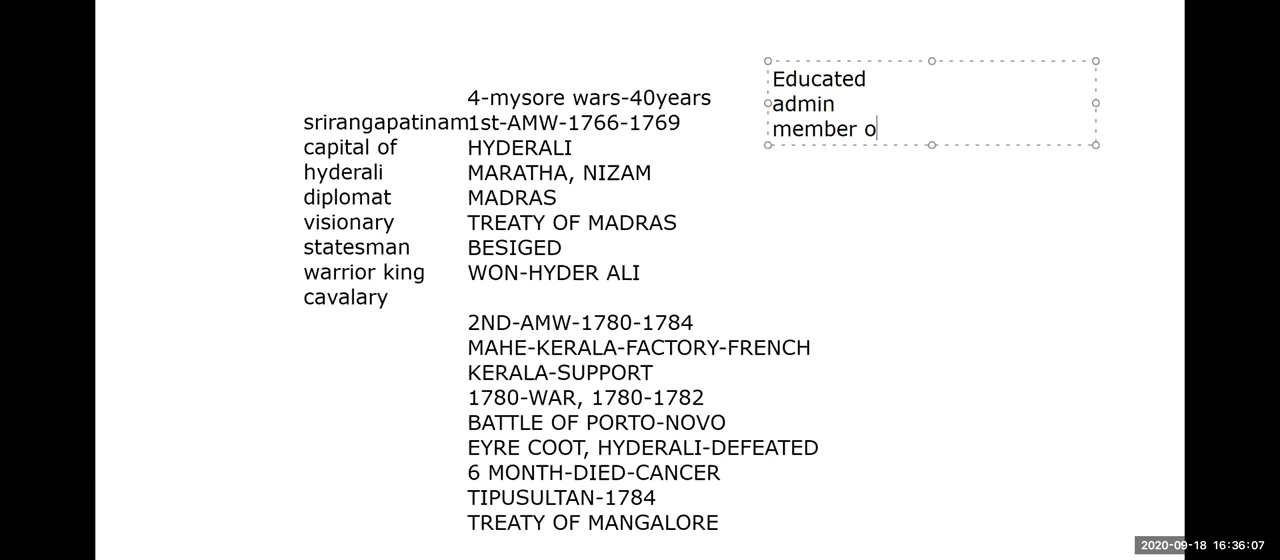 4-mysore wars-40years
srirangapatinam
capital of
hyderali
diplomat
visionary
statesman
warrior king
cavalary
1st-AMW-1766-1769
HYDERALI
MARATHA, NIZAM
MADRAS
TREATY OF MADRAS
BESIGED
WON-HYDER ALI
2ND-AMW-1780-1784
MAHE-KERALA-FACTORY-FRENCH
KERALA-SUPPORT
1780-WAR, 1780-1782
BATTLE OF PORTO-NOVO
EYRE COOT, HYDERALI-DEFEATED
6 MONTH-DIED-CANCER
TIPUSULTAN-1784
TREATY OF MANGALORE
Educated
admin
member o
2020-09-18 16:36:07